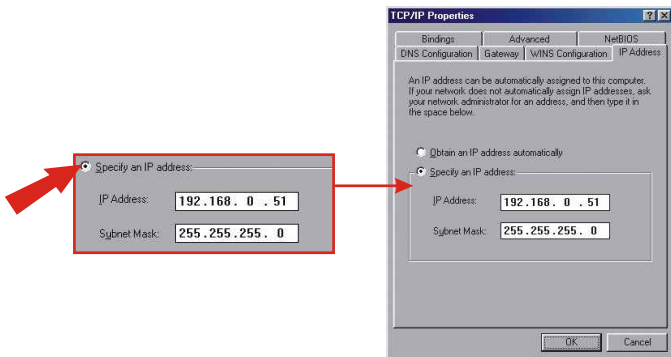 TCP/IP Properties
Bindings Advanced NetBIOS
DNS Configuration Gateway WINS Configuration IP Address
An IP address can be automatically assigned to this computer.
If your network does not automatically assign IP addresses, ask
your network administrator for an address, and then type it in
the space below.
Obtain an IP address automatically
Specify an IP address:
IP Address: 192.168. 0 .51
Subnet Mask: 255.255.255. 0
OK Cancel
Specify an IP address:
IP Address: 192.168. 0 .51
Subnet Mask: 255.255.255. 0